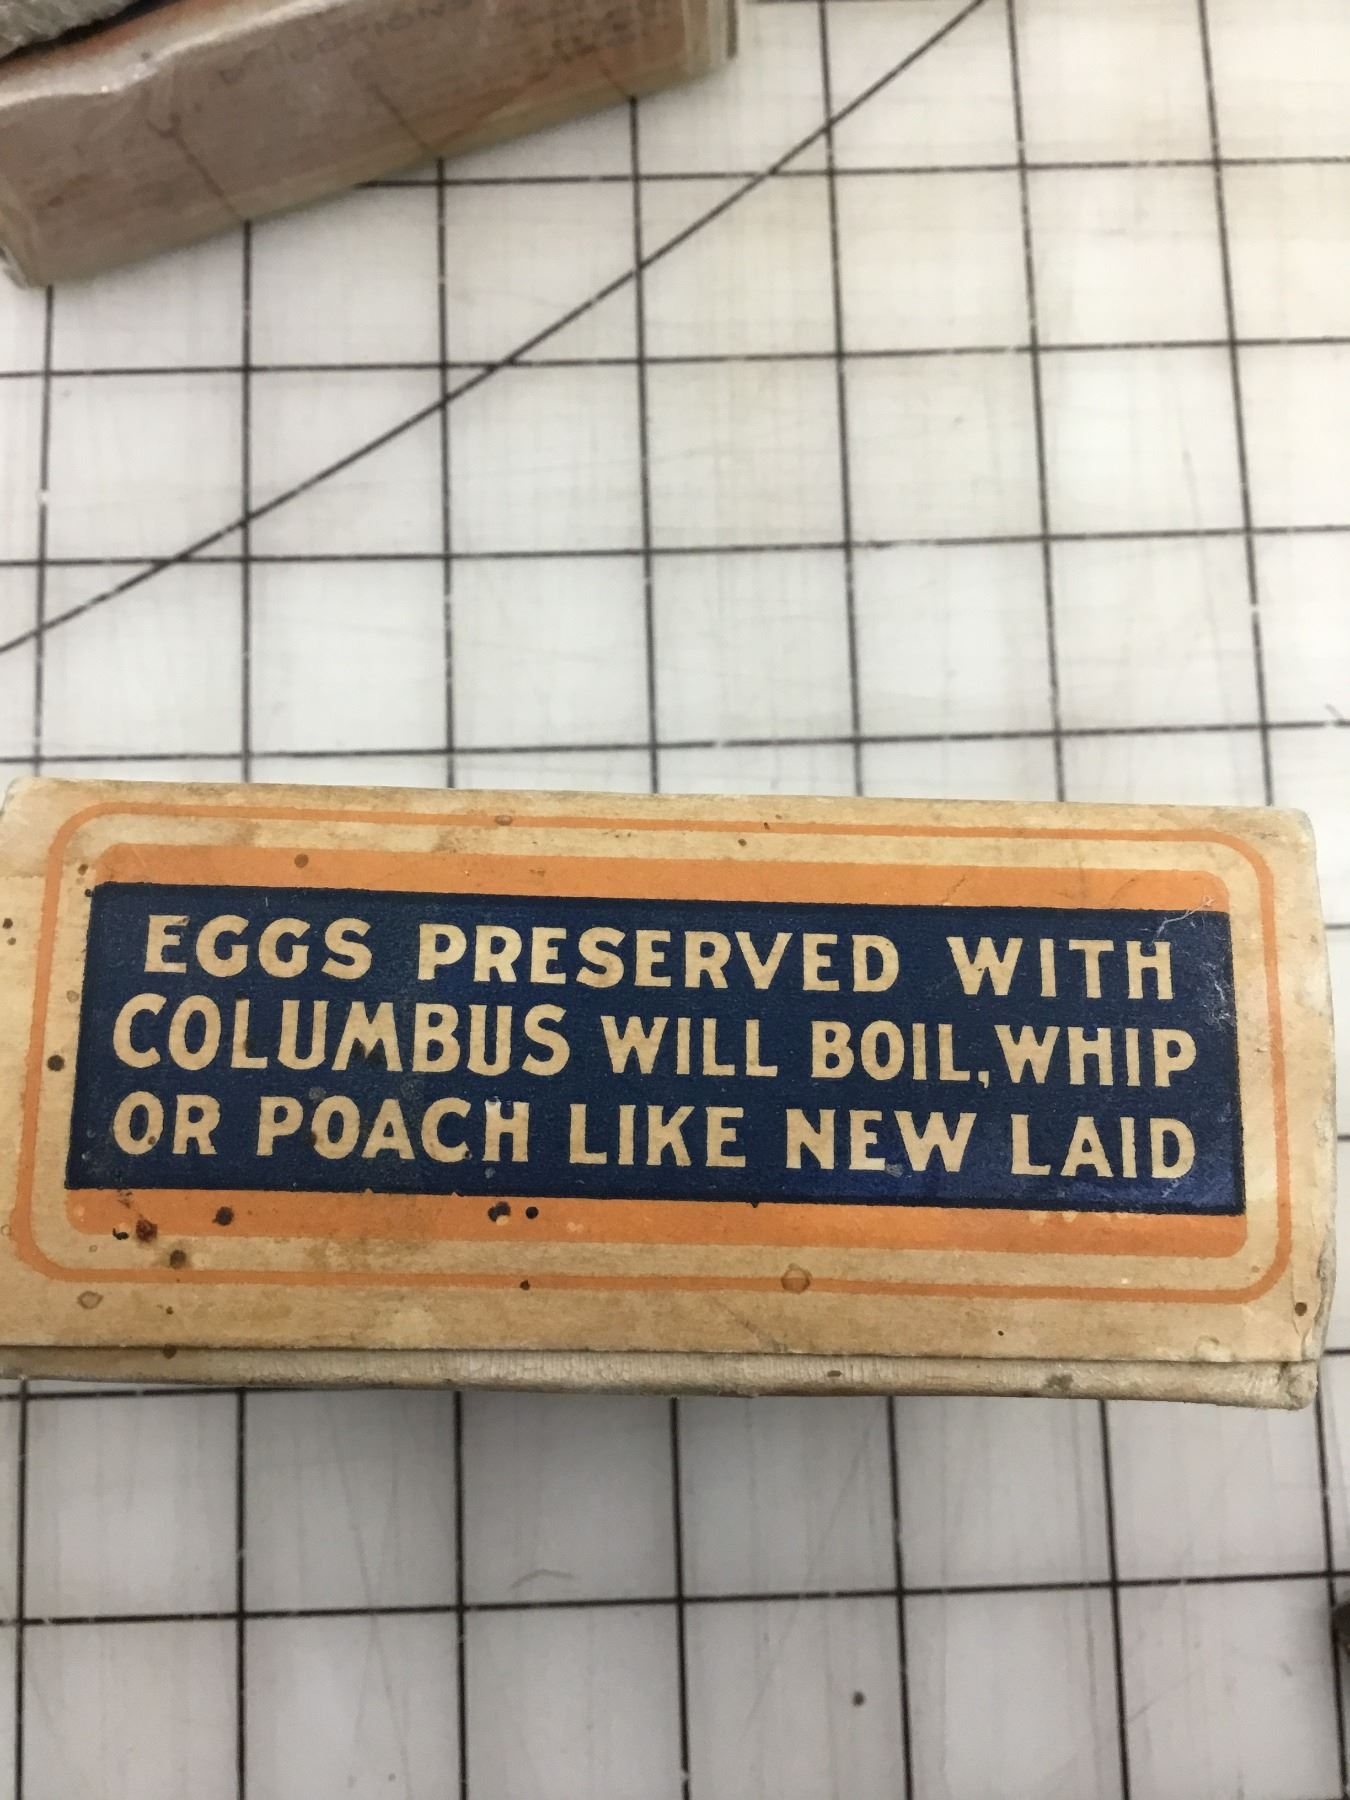 EGGS PRESERVED WITH
COLUMBUS WILL BOIL, WHIP
OR POACH LIKE NEW LAID